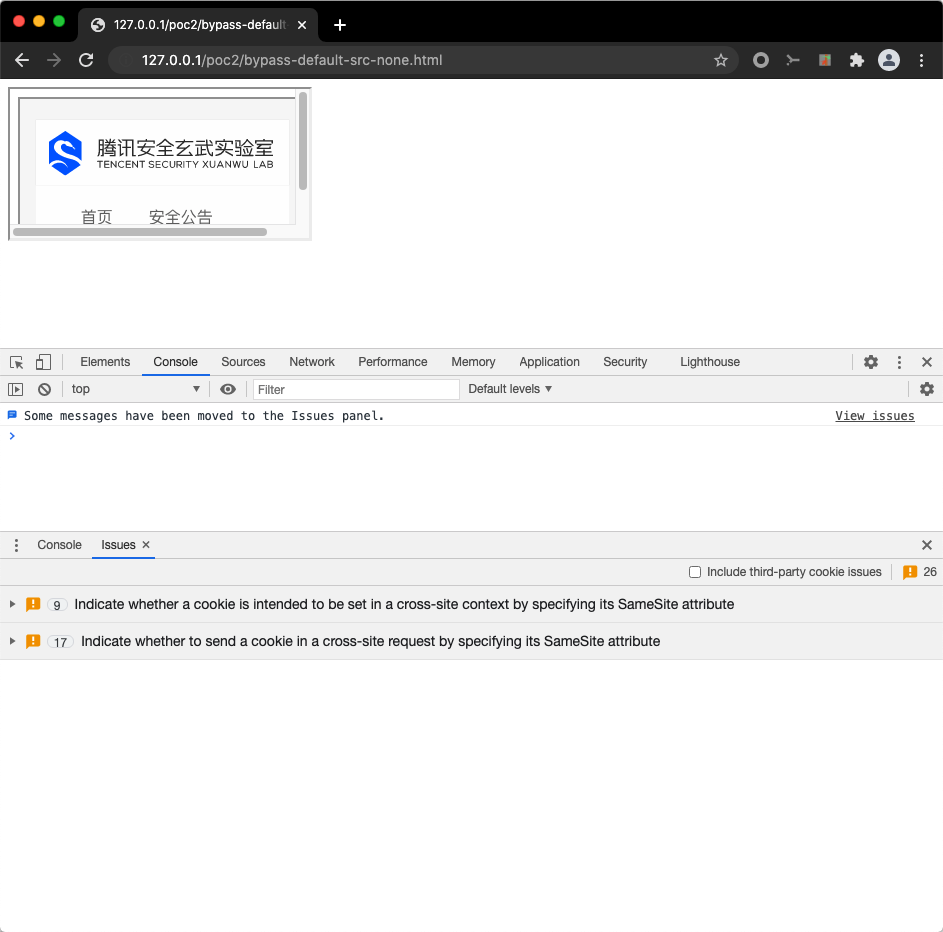 127.0.0.1/poc2/bypass-default
127.0.0.1/poc2/bypass-default-src-none.html
腾讯安全玄武实验室
TENCENT SECURITY XUANWU LAB
首页 安全公告
Elements Console Sources Network Performance Memory Application Security Lighthouse
top Filter Default levels
Some messages have been moved to the Issues panel. View issues
Console Issues
Include third-party cookie issues 26
9 Indicate whether a cookie is intended to be set in a cross-site context by specifying its SameSite attribute
17 Indicate whether to send a cookie in a cross-site request by specifying its SameSite attribute